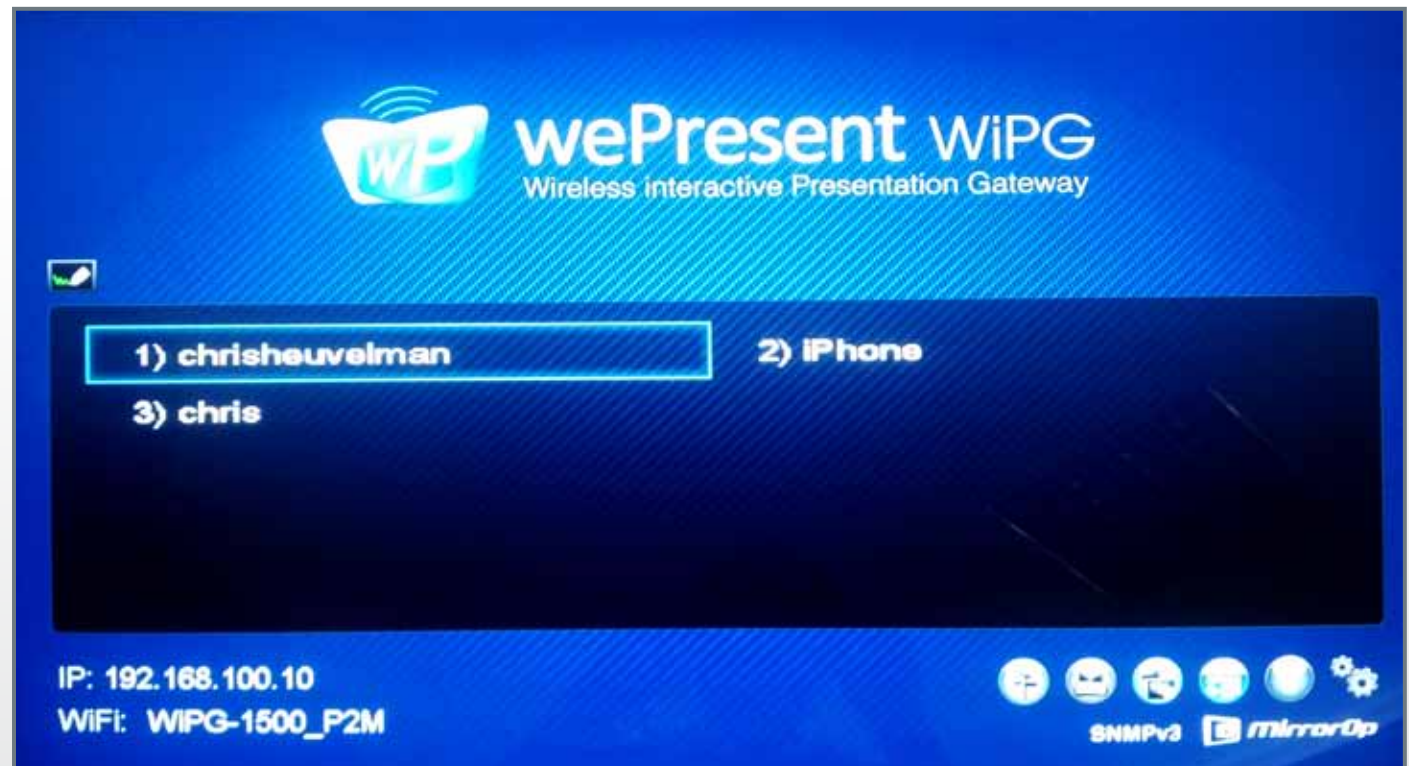 WP
wePresent WiPG
Wireless interactive Presentation Gateway
1) chrisheuvelman
2) iPhone
3) chris
IP: 192.168.100.10
WiFi: WIPG-1500_P2M
SNMPv3 MirrorOp